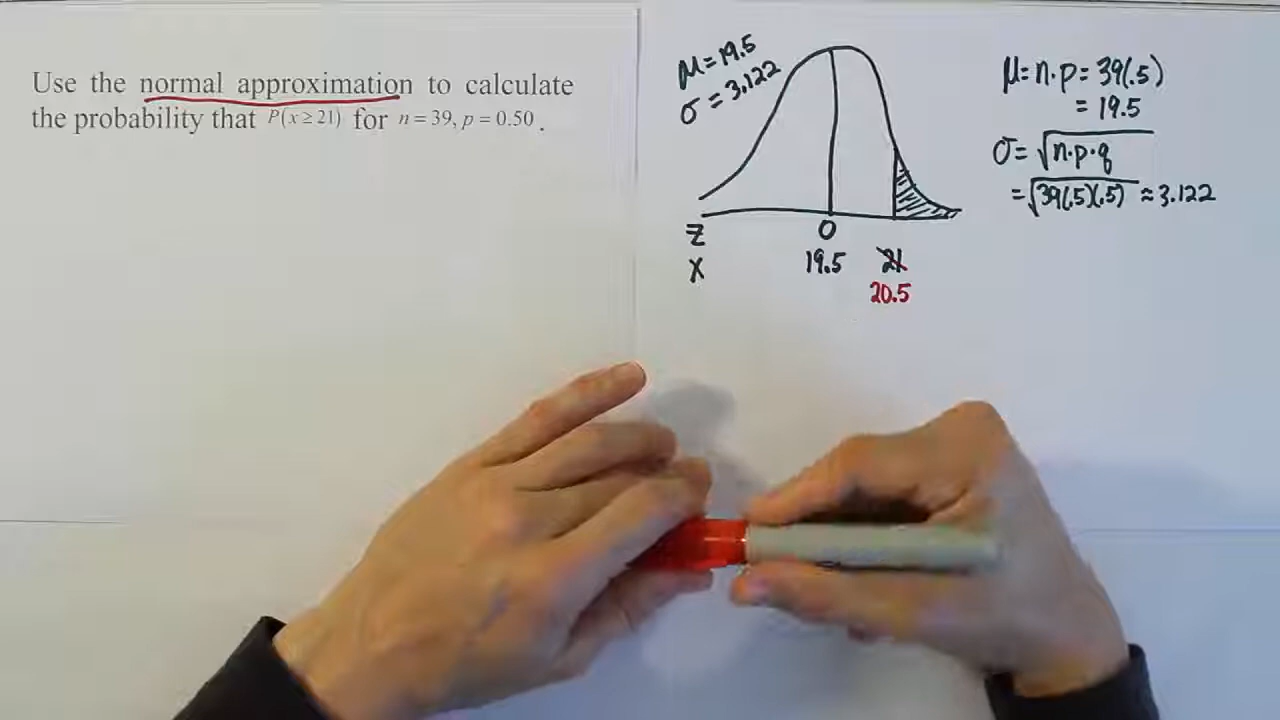 Use the normal approximation to calculate
the probability that P(x ≥ 21) for n = 39, p = 0.50 .
μ = 19.5
σ = 3.122
Z 0
X 19.5 21
20.5
μ = n·p = 39(.5)
= 19.5
σ = √n·p·q
= √39(.5)(.5) ≈ 3.122